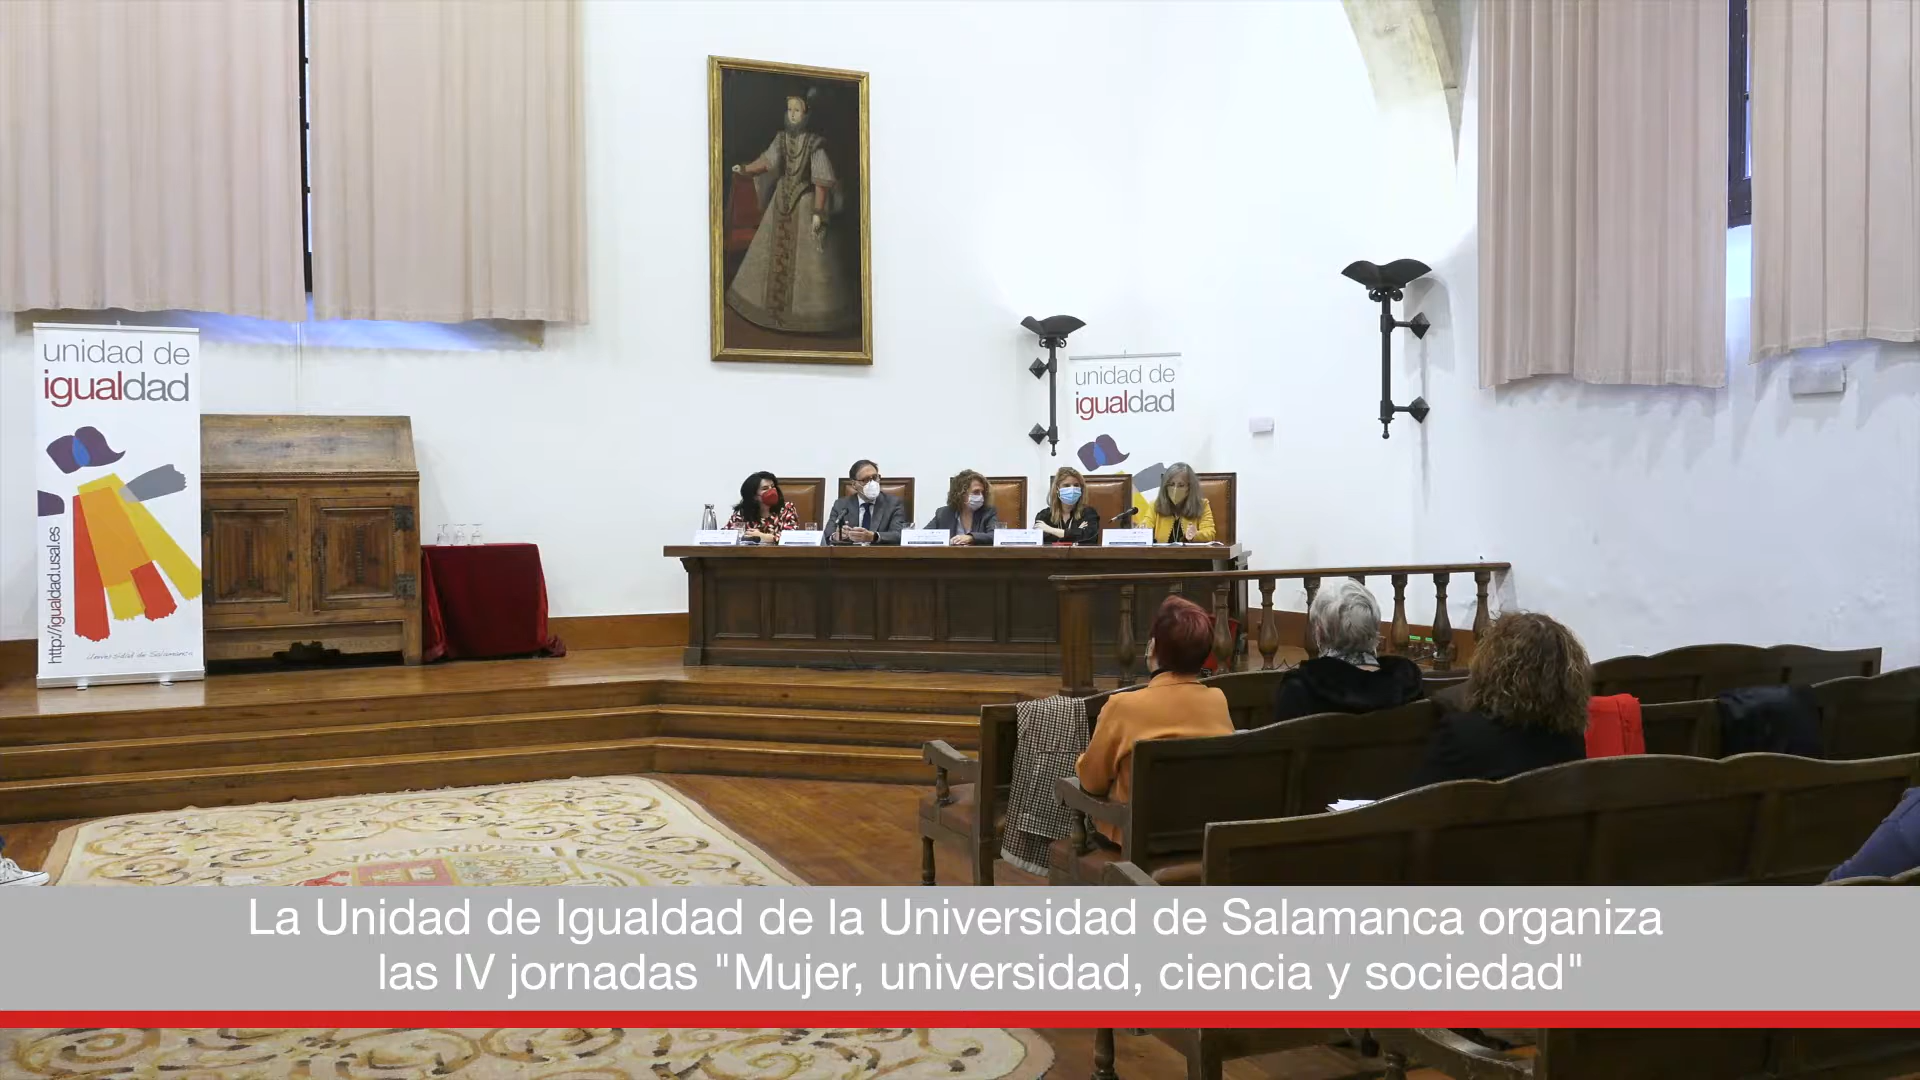 unidad de
igualdad
http://igualdad.usal.es
Universidad de Salamanca
unidad de
igualdad
La Unidad de Igualdad de la Universidad de Salamanca organiza
las IV jornadas "Mujer, universidad, ciencia y sociedad"